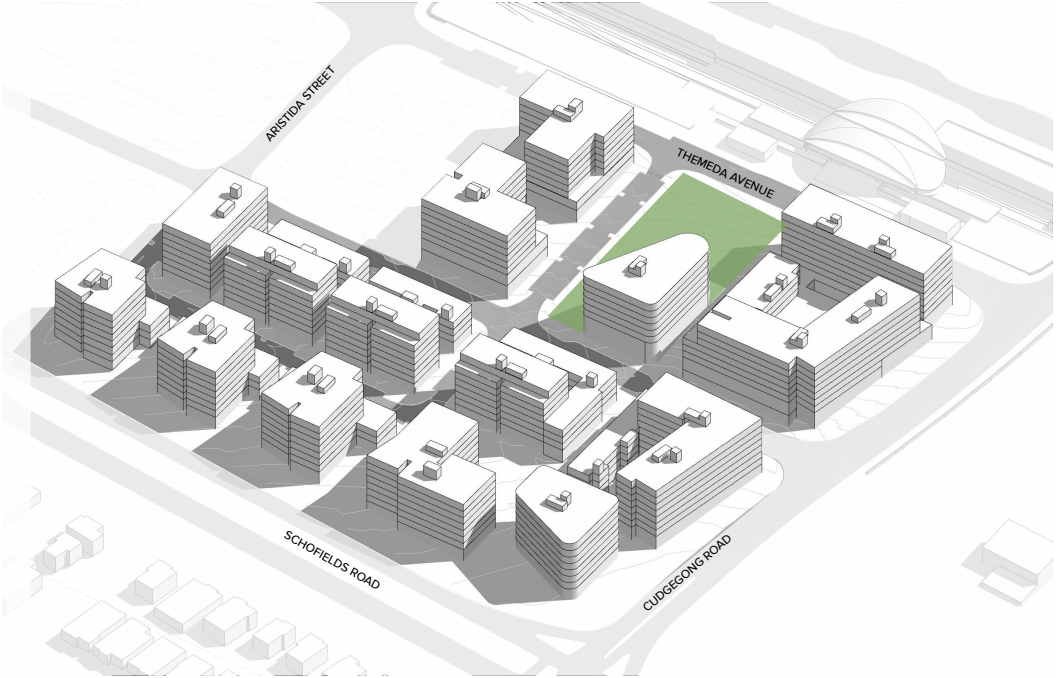 ARISTIDA STREET
THEMEDA AVENUE
SCHOFIELDS ROAD
CUDGEGONG ROAD